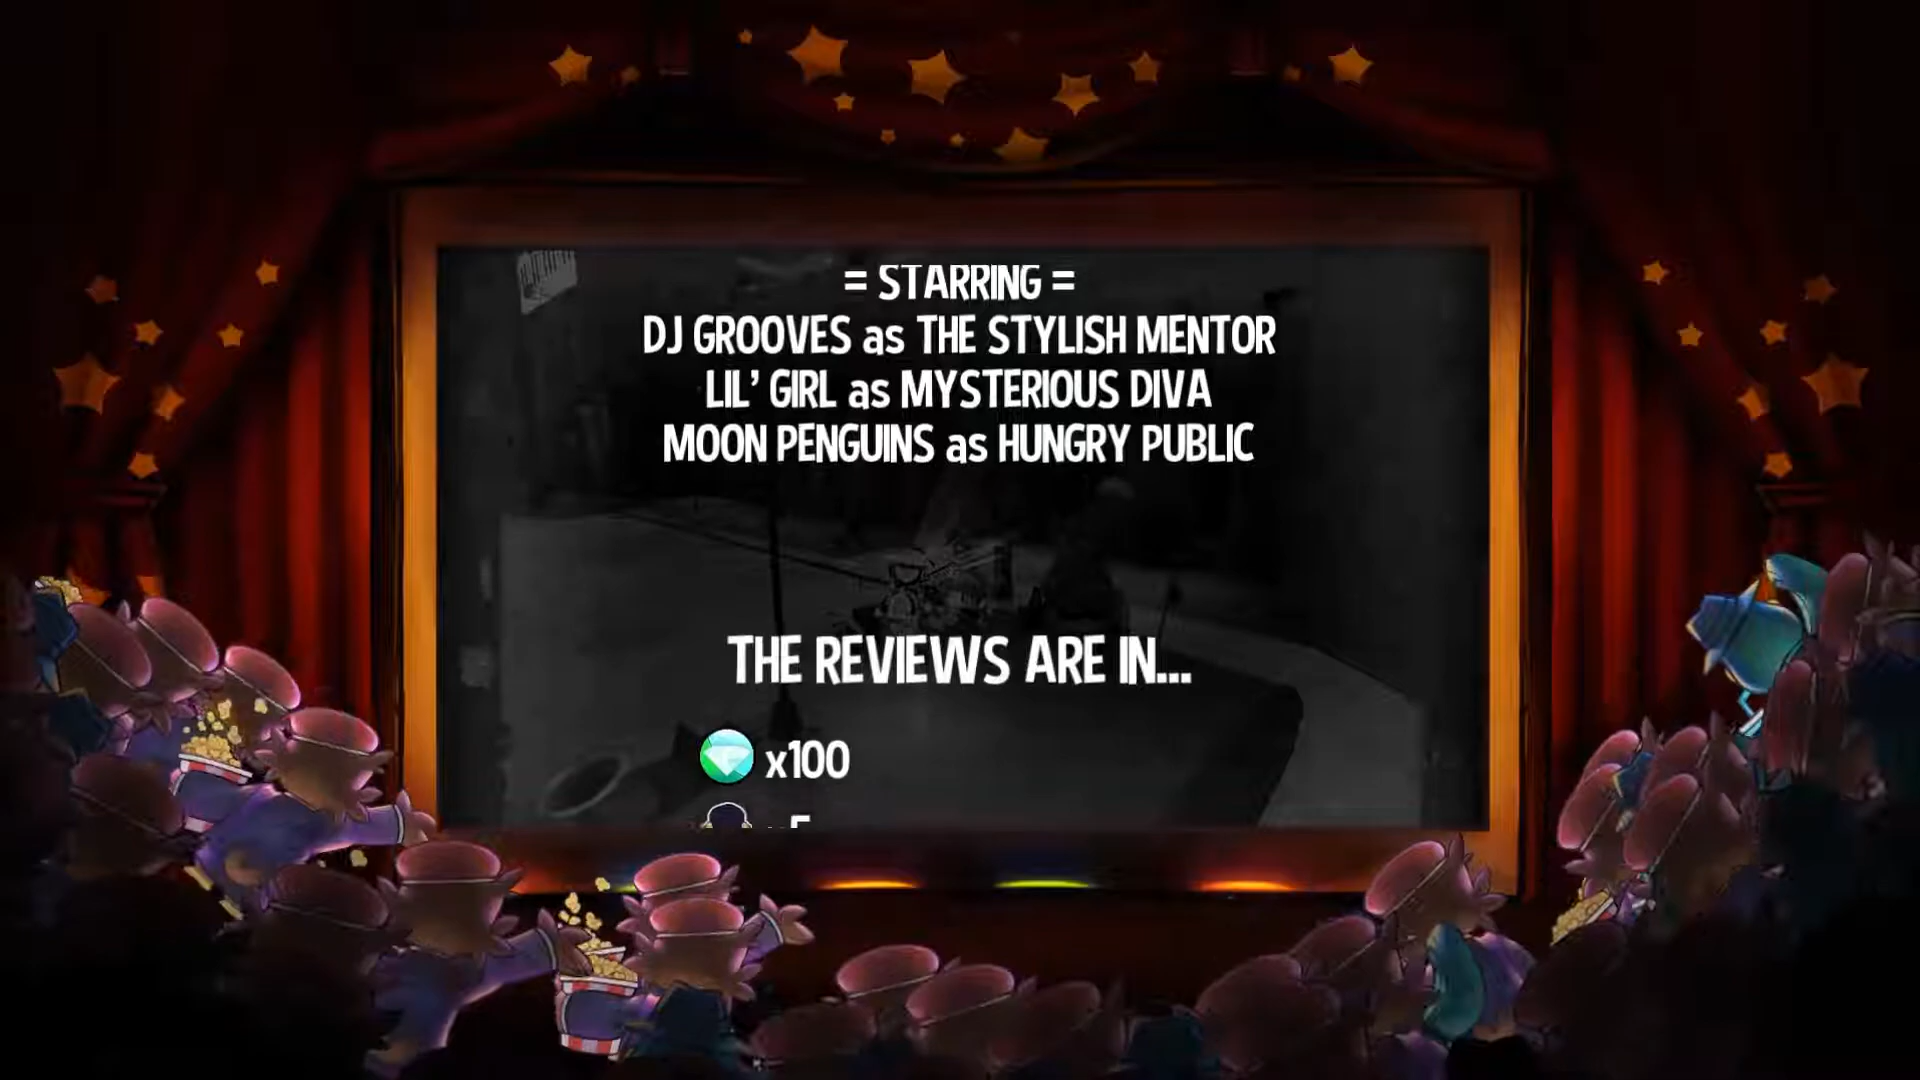 = STARRING =
DJ GROOVES as THE STYLISH MENTOR
LIL' GIRL as MYSTERIOUS DIVA
MOON PENGUINS as HUNGRY PUBLIC
THE REVIEWS ARE IN...
x100